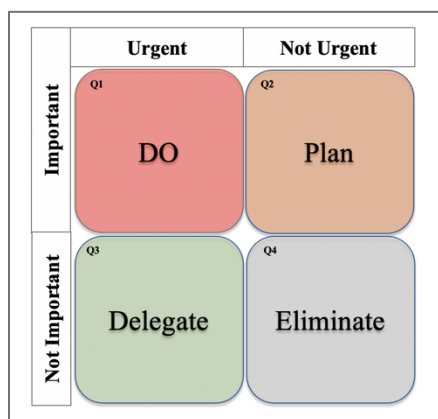 Urgent
Not Urgent
Important
Q1
DO
Q2
Plan
Not Important
Q3
Delegate
Q4
Eliminate